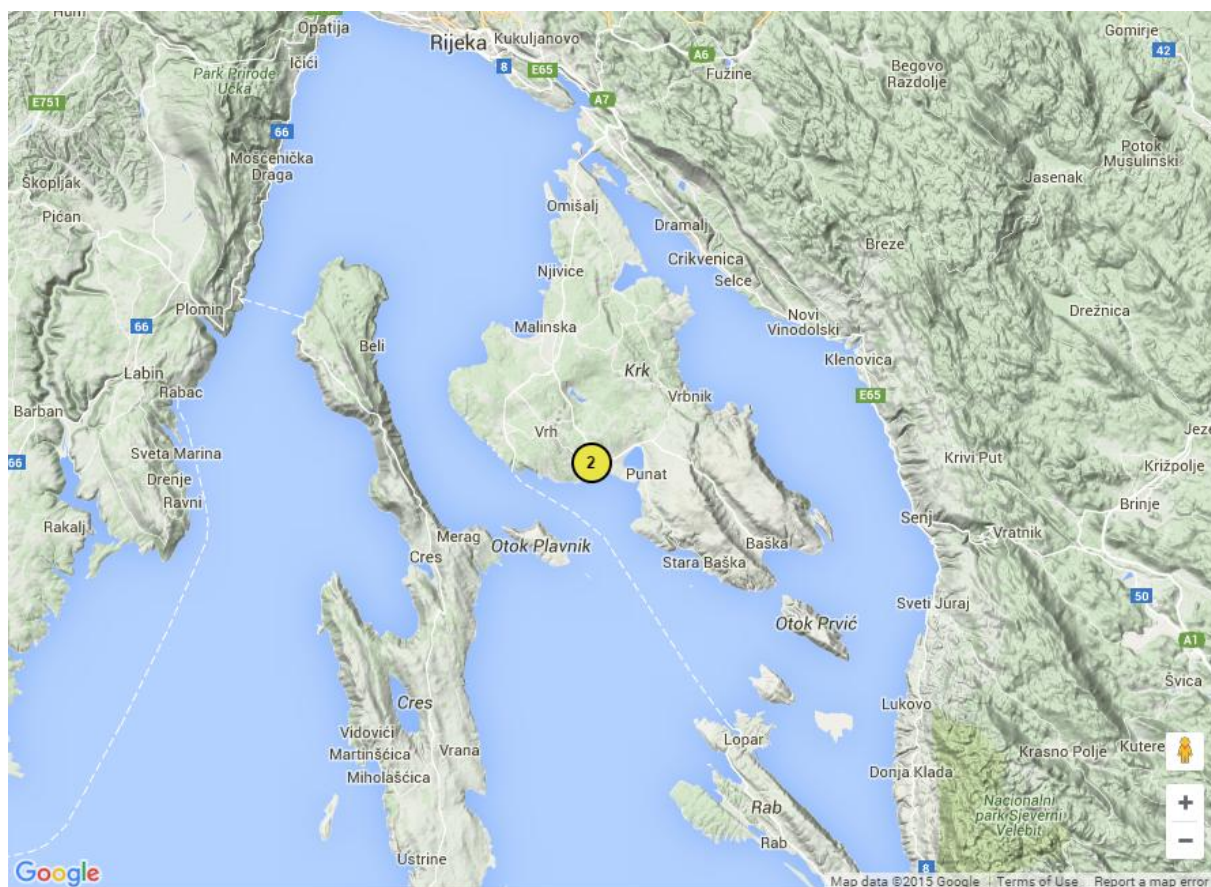 Hum
Opatija
Ičići
Rijeka
Kukuljanovo
8
E65
A6
Fužine
Begovo
Razdolje
Gomirje
42
Park Prirode
Učka
E751
66
A7
Mošćenička
Draga
Potok
Musulinski
Jasenak
Škopljak
Pićan
Omišalj
Dramalj
Crikvenica
Selce
Breze
Njivice
Plomin
66
Malinska
Novi
Vinodolski
Drežnica
Beli
Klenovica
Krk
Labin
Rabac
Vrbnik
E65
Barban
Vrh
Jeze
Sveta Marina
66
2
Punat
Krivi Put
Križpolje
Drenje
Ravni
Brinje
Rakalj
Senj
Vratnik
Merag
Otok Plavnik
Cres
Baška
Stara Baška
Sveti Juraj
50
Otok Prvić
A1
Švica
Cres
Lukovo
Vidovići
Martinšćica
Miholašćica
Vrana
Lopar
Krasno Polje
Kutere
Donja Klada
Rab
Nacionalni
park Sjeverni
Velebit
+
Rab
−
Ustrine
8
Google
Map data ©2015 Google
Terms of Use
Report a map error